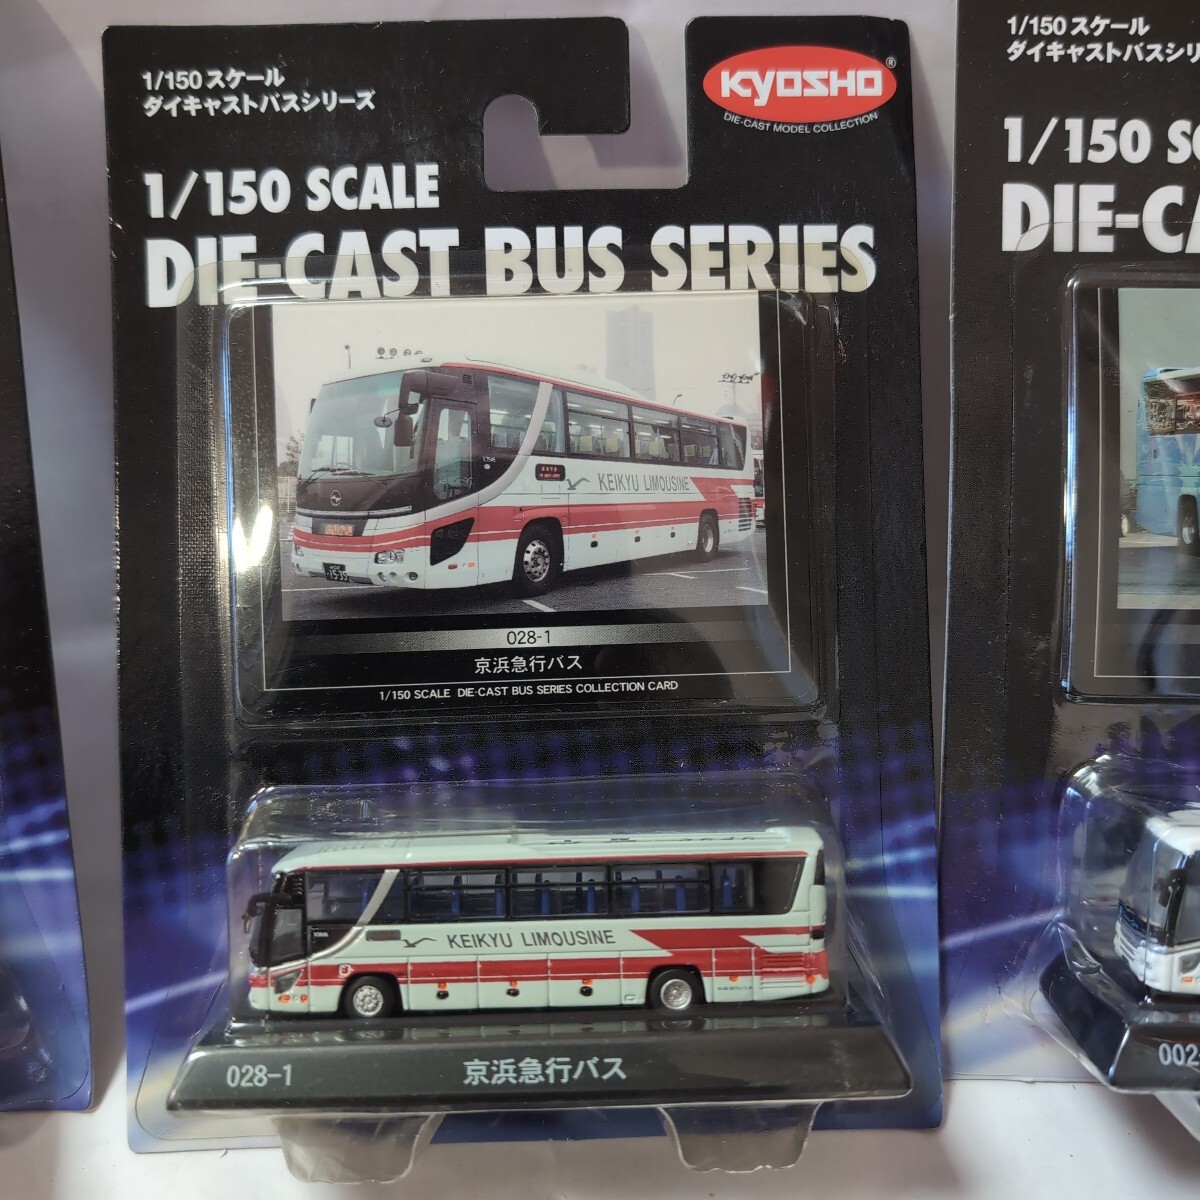 1/150 スケール
ダイキャストバスシリーズ
KYOSHO®
DIE-CAST MODEL COLLECTION
1/150 SCALE
DIE-CAST BUS SERIES
KEIKYU LIMOUSINE
15-35
028-1
京浜急行バス
1/150 SCALE DIE-CAST BUS SERIES COLLECTION CARD
KEIKYU LIMOUSINE
028-1
京浜急行バス
1/150 スケール
ダイキャストバスシリ
1/150 SC
DIE-CA
002